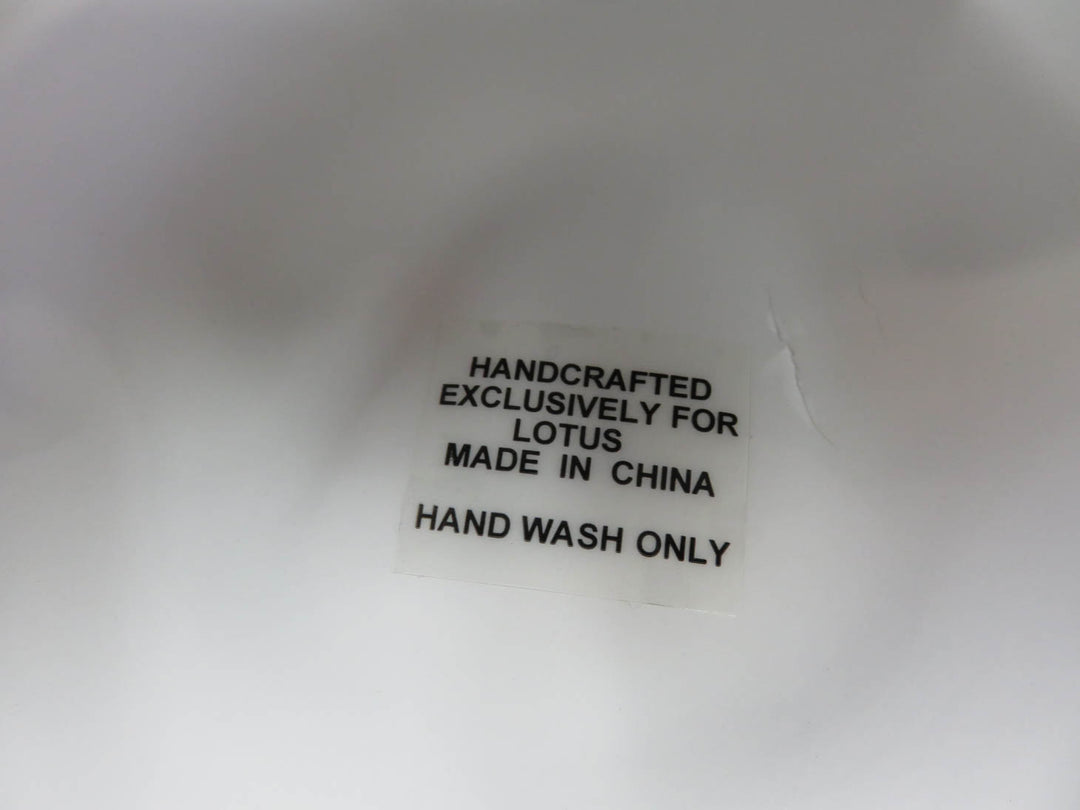 HANDCRAFTED
EXCLUSIVELY FOR
LOTUS
MADE IN CHINA
HAND WASH ONLY